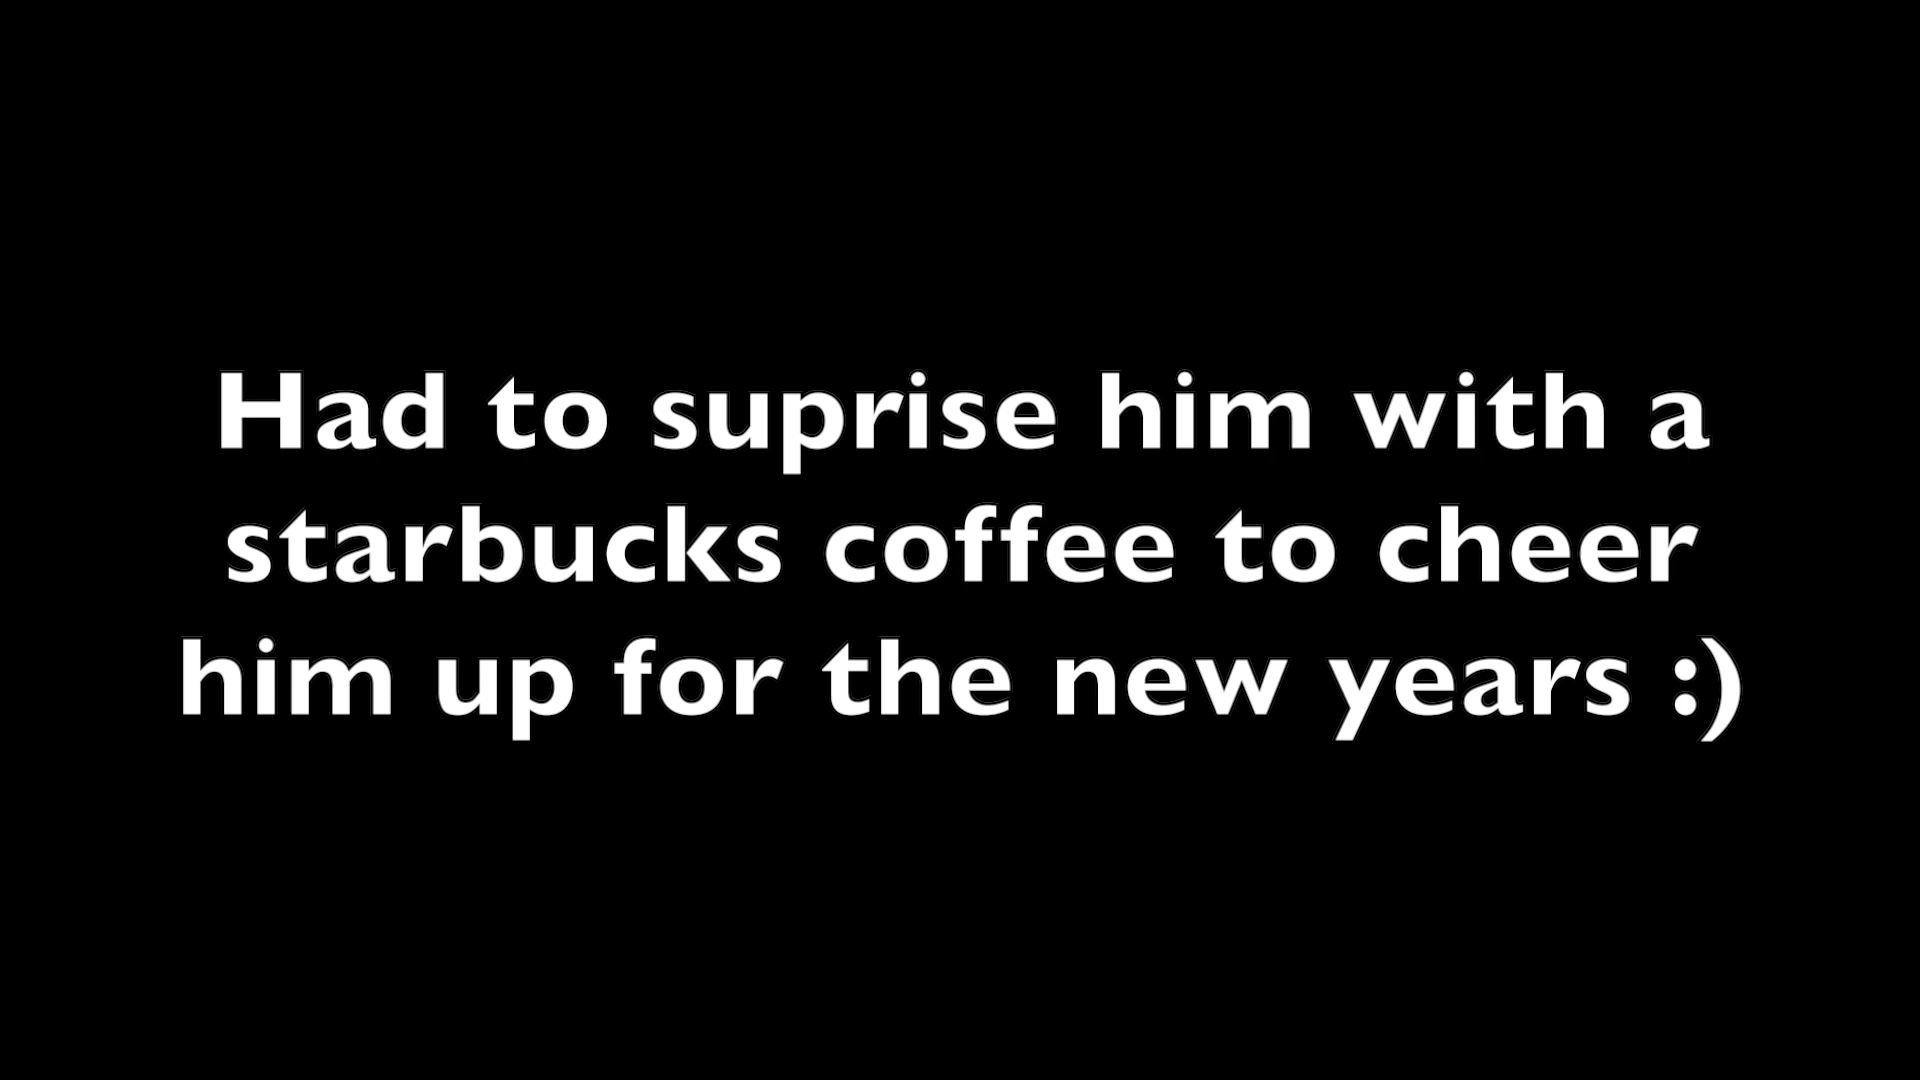 Had to suprise him with a
starbucks coffee to cheer
him up for the new years :)